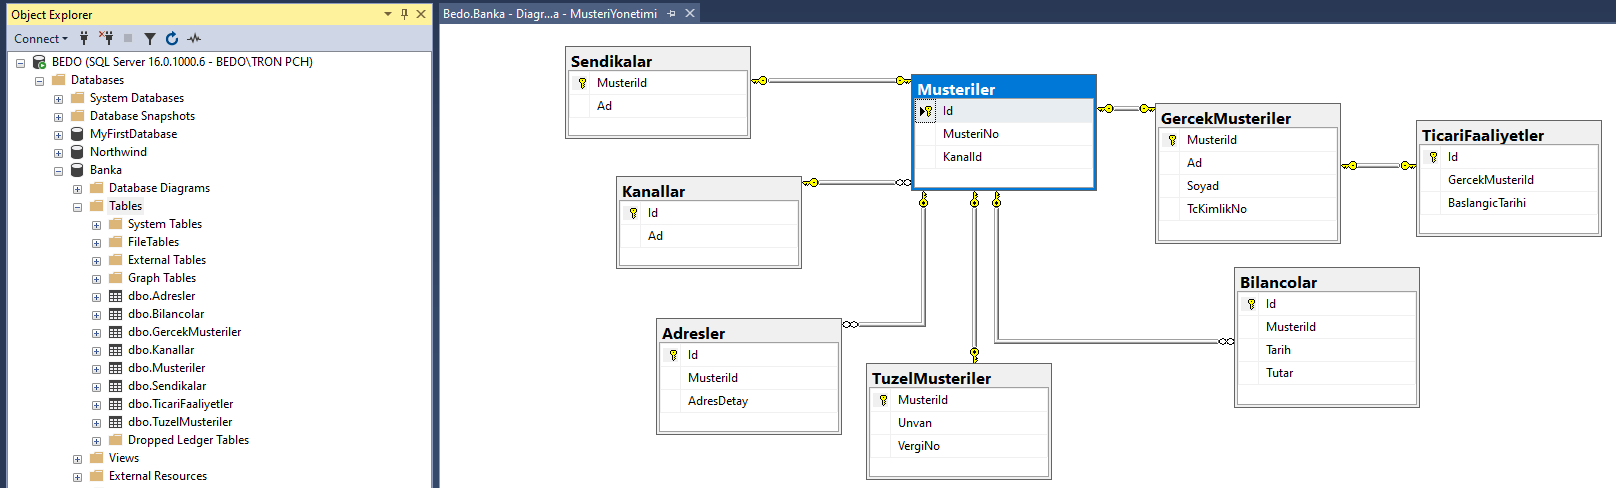 Object Explorer
Connect
BEDO (SQL Server 16.0.1000.6 - BEDO\TRON PCH)
Databases
System Databases
Database Snapshots
MyFirstDatabase
Northwind
Banka
Database Diagrams
Tables
System Tables
FileTables
External Tables
Graph Tables
dbo.Adresler
dbo.Bilancolar
dbo.GercekMusteriler
dbo.Kanallar
dbo.Musteriler
dbo.Sendikalar
dbo.TicariFaaliyetler
dbo.TuzelMusteriler
Dropped Ledger Tables
Views
External Resources
Bedo.Banka - Diagr...a - MusteriYonetimi
Sendikalar
MusteriId
Ad
Musteriler
Id
MusteriNo
KanalId
GercekMusteriler
MusteriId
Ad
Soyad
TcKimlikNo
TicariFaaliyetler
Id
GercekMusteriId
BaslangicTarihi
Kanallar
Id
Ad
Adresler
Id
MusteriId
AdresDetay
TuzelMusteriler
MusteriId
Unvan
VergiNo
Bilancolar
Id
MusteriId
Tarih
Tutar